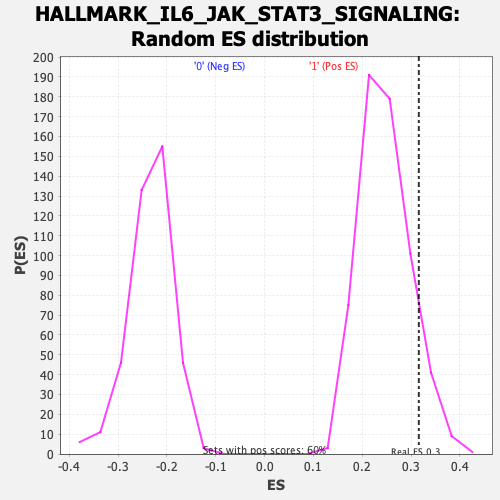 HALLMARK_IL6_JAK_STAT3_SIGNALING:
Random ES distribution
'0' (Neg ES) '1' (Pos ES)
200
190
180
170
160
150
140
130
120
110
100
90
80
70
60
50
40
30
20
10
0
P(ES)
Sets with pos scores: 60%
Real ES 0.3
-0.4 -0.3 -0.2 -0.1 0.0 0.1 0.2 0.3 0.4
ES